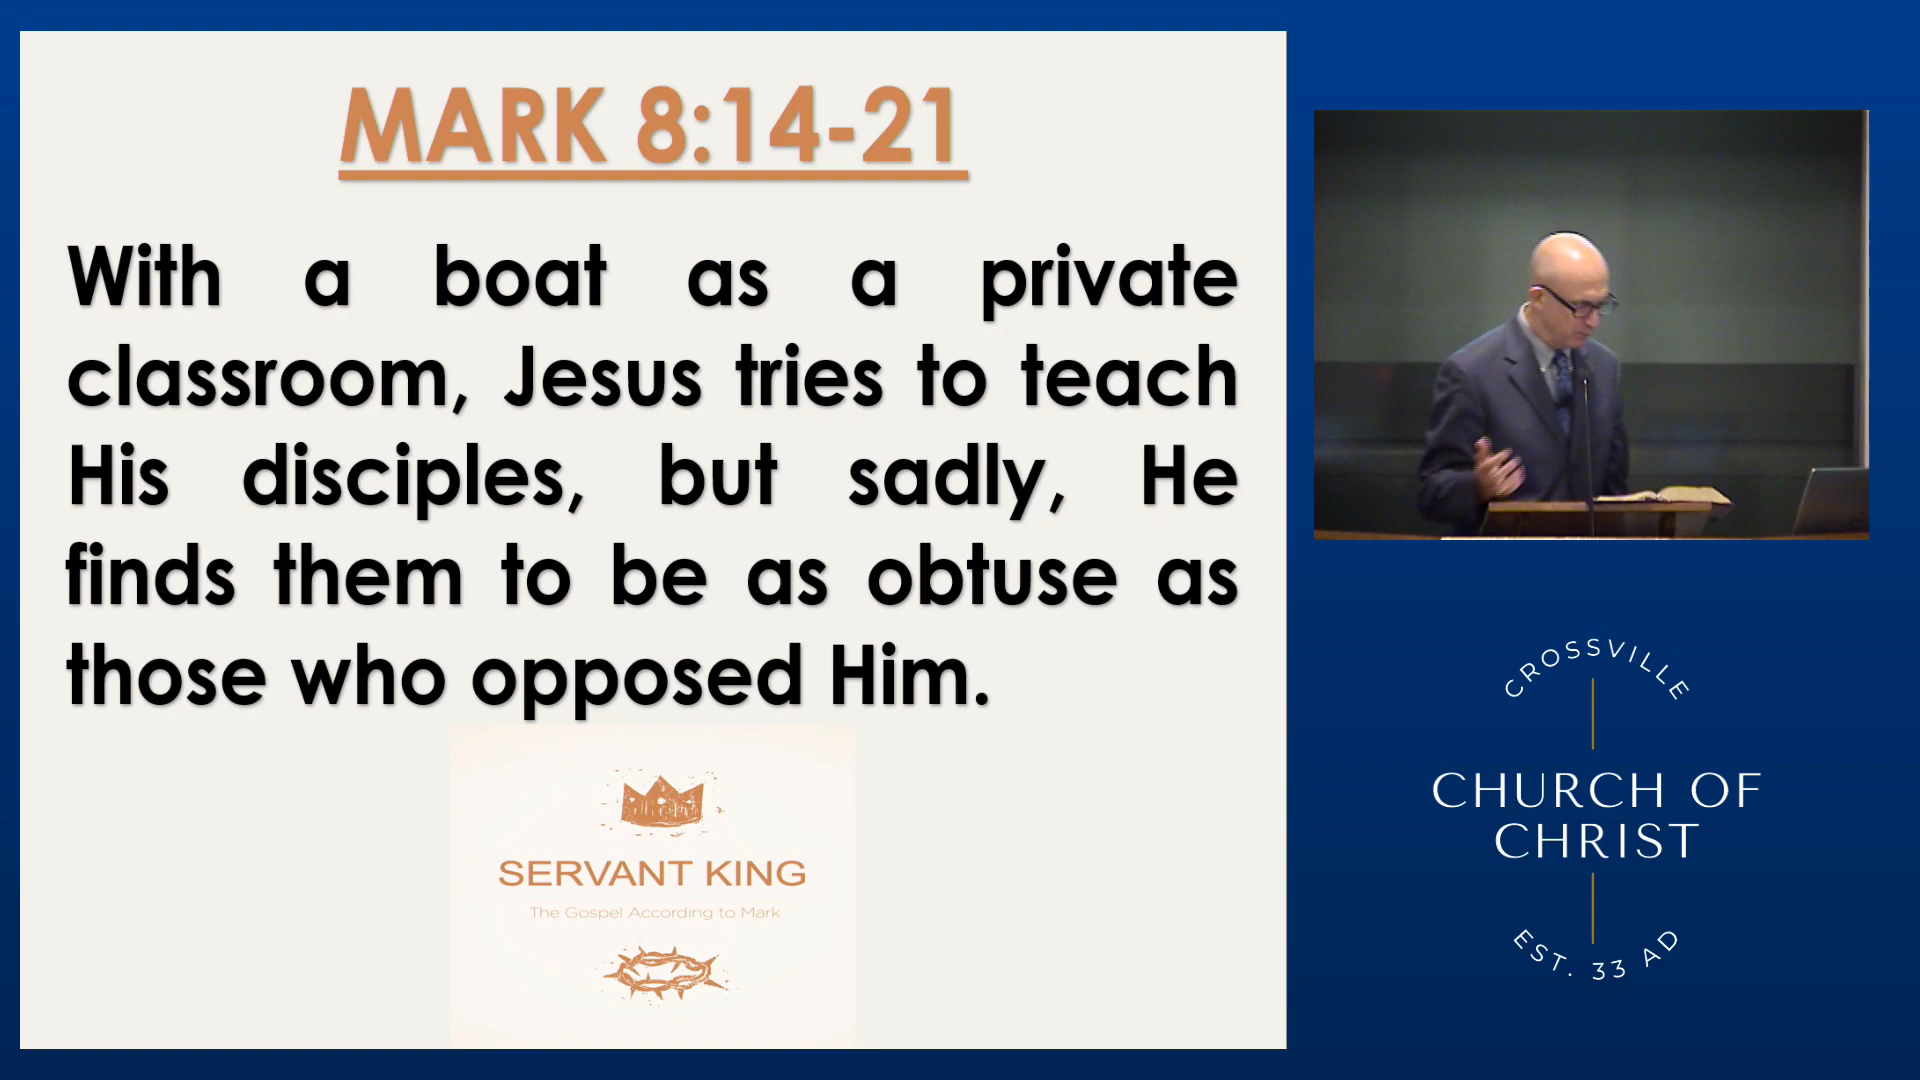 MARK 8:14-21
With a boat as a private
classroom, Jesus tries to teach
His disciples, but sadly, He
finds them to be as obtuse as
those who opposed Him.
SERVANT KING
The Gospel According to Mark
CROSSVILLE
CHURCH OF
CHRIST
EST. 33 AD